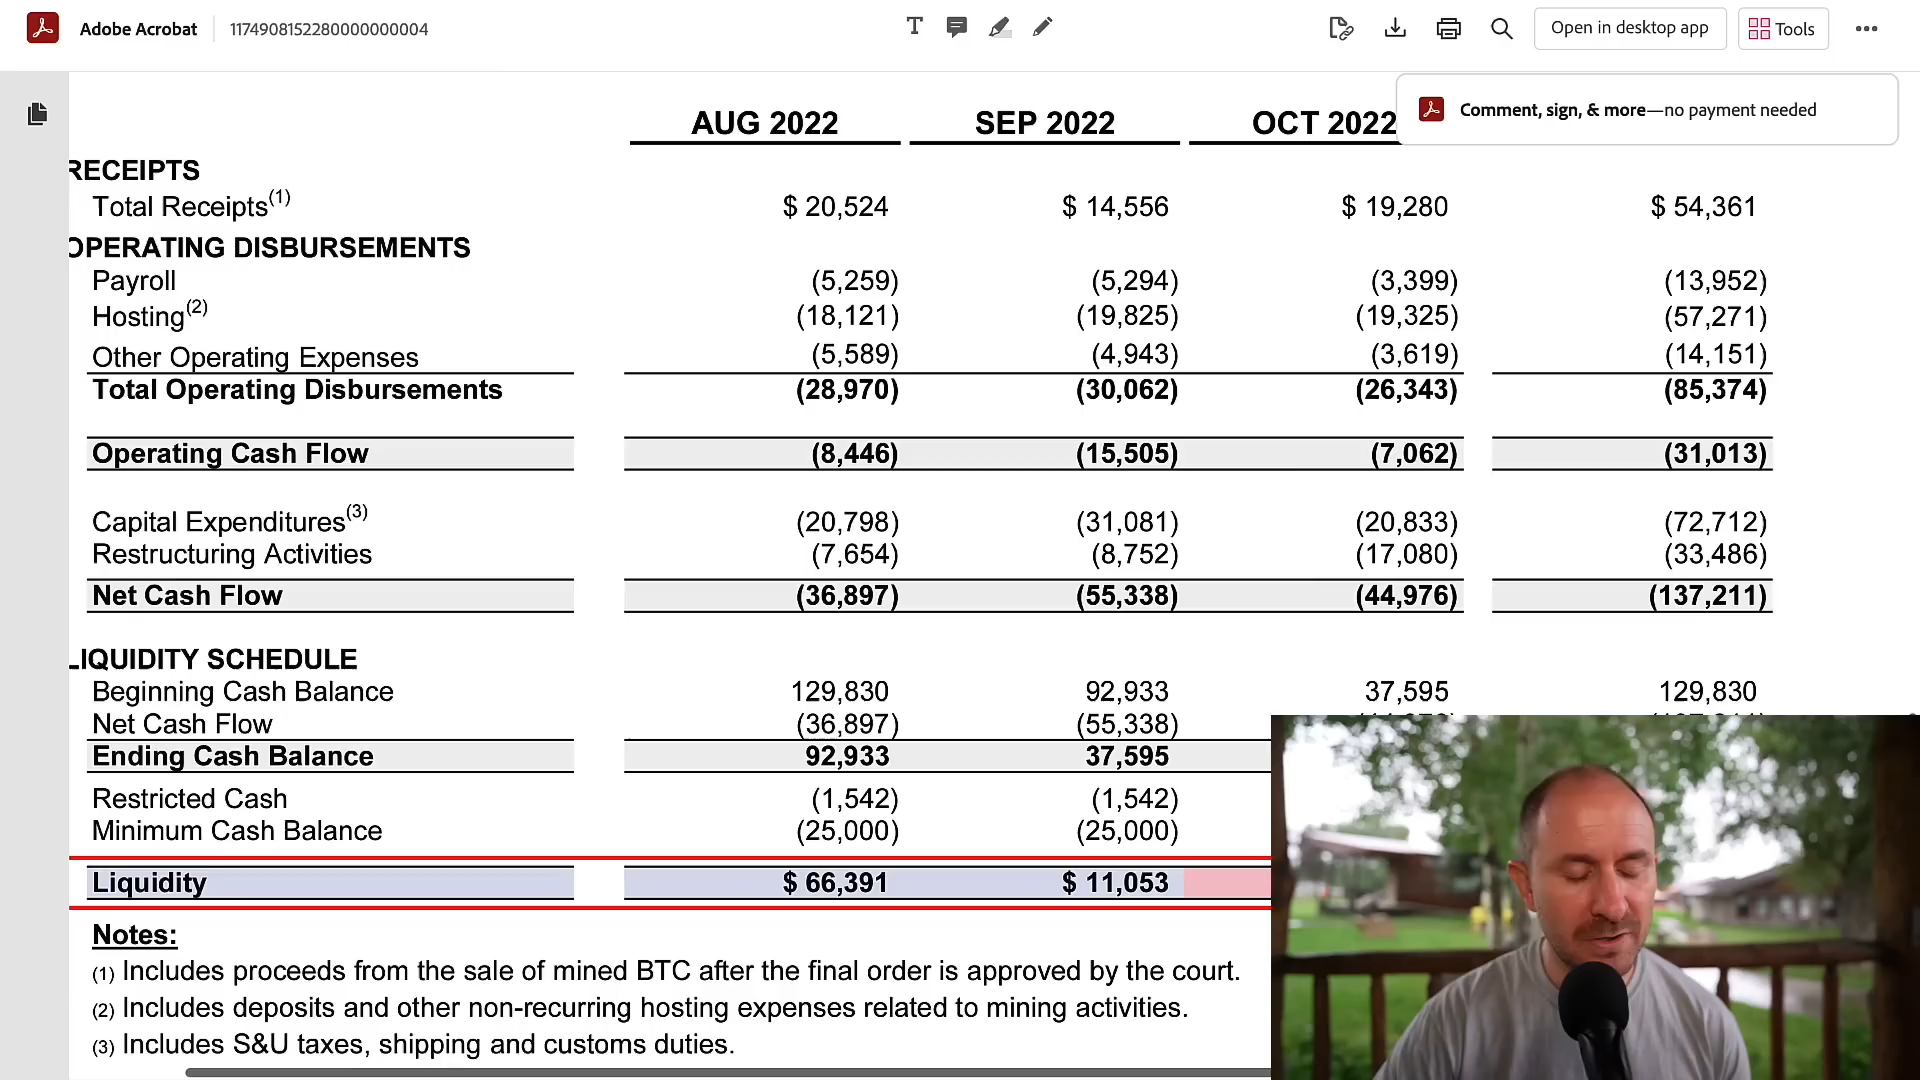 Adobe Acrobat 1174908152280000000004 Open in desktop app Tools
Comment, sign, & more—no payment needed
AUG 2022 SEP 2022 OCT 2022
RECEIPTS
Total Receipts(1) $ 20,524 $ 14,556 $ 19,280 $ 54,361
OPERATING DISBURSEMENTS
Payroll (5,259) (5,294) (3,399) (13,952)
Hosting(2) (18,121) (19,825) (19,325) (57,271)
Other Operating Expenses (5,589) (4,943) (3,619) (14,151)
Total Operating Disbursements (28,970) (30,062) (26,343) (85,374)
Operating Cash Flow (8,446) (15,505) (7,062) (31,013)
Capital Expenditures(3) (20,798) (31,081) (20,833) (72,712)
Restructuring Activities (7,654) (8,752) (17,080) (33,486)
Net Cash Flow (36,897) (55,338) (44,976) (137,211)
LIQUIDITY SCHEDULE
Beginning Cash Balance 129,830 92,933 37,595 129,830
Net Cash Flow (36,897) (55,338)
Ending Cash Balance 92,933 37,595
Restricted Cash (1,542) (1,542)
Minimum Cash Balance (25,000) (25,000)
Liquidity $ 66,391 $ 11,053
Notes:
(1) Includes proceeds from the sale of mined BTC after the final order is approved by the court.
(2) Includes deposits and other non-recurring hosting expenses related to mining activities.
(3) Includes S&U taxes, shipping and customs duties.